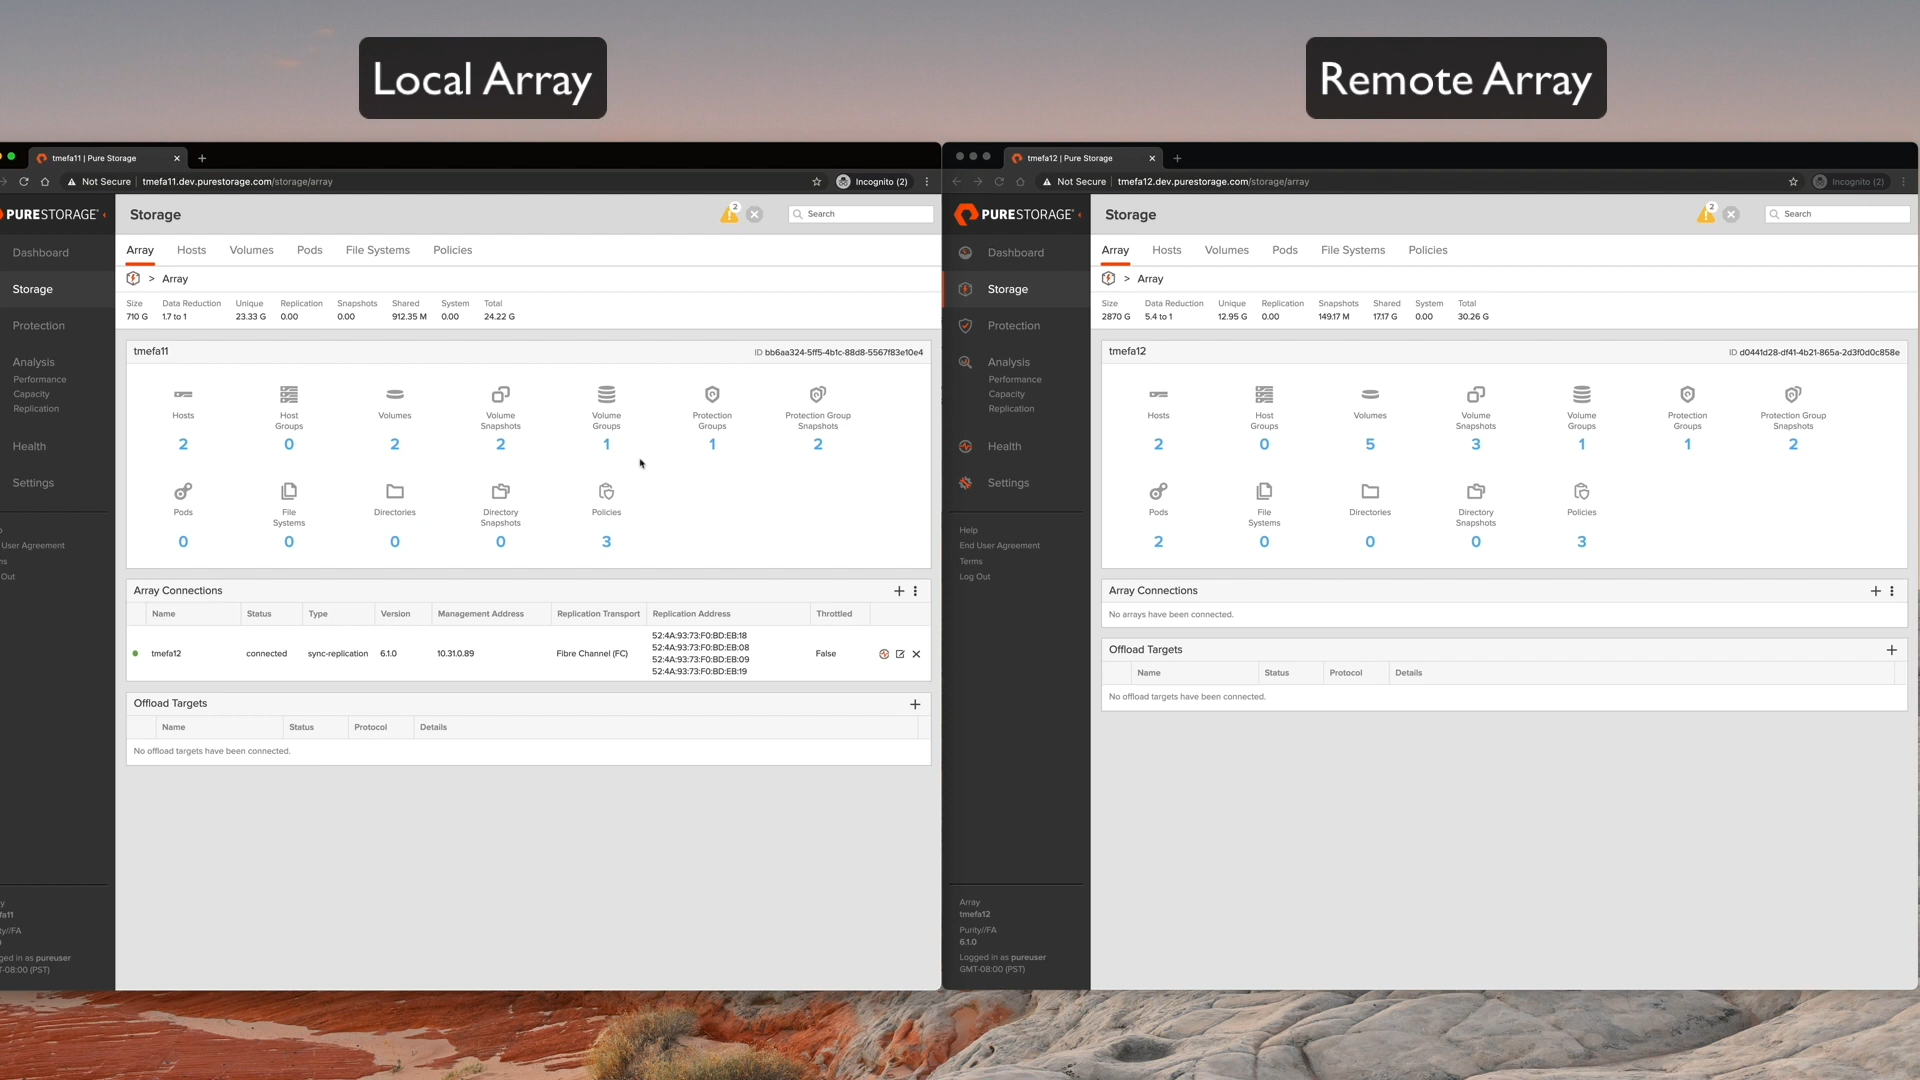 Local Array
Remote Array
tmefa11 | Pure Storage
Not Secure | tmefa11.dev.purestorage.com/storage/array
Incognito (2)
PURESTORAGE
Storage
2
Search
Dashboard
Storage
Protection
Analysis
Performance
Capacity
Replication
Health
Settings
User Agreement
Out
fa11
ty//FA
ged in as pureuser
T-08:00 (PST)
Array Hosts Volumes Pods File Systems Policies
> Array
Size Data Reduction Unique Replication Snapshots Shared System Total
710 G 1.7 to 1 23.33 G 0.00 0.00 912.35 M 0.00 24.22 G
tmefa11 ID bb6aa324-5ff5-4b1c-88d8-5567f83e10e4
Hosts Host Groups Volumes Volume Snapshots Volume Groups Protection Groups Protection Group Snapshots
2 0 2 2 1 1 2
Pods File Systems Directories Directory Snapshots Policies
0 0 0 0 3
Array Connections
Name Status Type Version Management Address Replication Transport Replication Address Throttled
52:4A:93:73:F0:BD:EB:18
52:4A:93:73:F0:BD:EB:08
tmefa12 connected sync-replication 6.1.0 10.31.0.89 Fibre Channel (FC) False
52:4A:93:73:F0:BD:EB:09
52:4A:93:73:F0:BD:EB:19
Offload Targets
Name Status Protocol Details
No offload targets have been connected.
tmefa12 | Pure Storage
Not Secure | tmefa12.dev.purestorage.com/storage/array
Incognito (2)
PURESTORAGE
Storage
2
Search
Dashboard
Storage
Protection
Analysis
Performance
Capacity
Replication
Health
Settings
Help
End User Agreement
Terms
Log Out
Array
tmefa12
Purity//FA
6.1.0
Logged in as pureuser
GMT-08:00 (PST)
Array Hosts Volumes Pods File Systems Policies
> Array
Size Data Reduction Unique Replication Snapshots Shared System Total
2870 G 5.4 to 1 12.95 G 0.00 149.17 M 17.17 G 0.00 30.26 G
tmefa12 ID d0441d28-df41-4b21-865a-2d3f0d0c858e
Hosts Host Groups Volumes Volume Snapshots Volume Groups Protection Groups Protection Group Snapshots
2 0 5 3 1 1 2
Pods File Systems Directories Directory Snapshots Policies
2 0 0 0 3
Array Connections
No arrays have been connected.
Offload Targets
Name Status Protocol Details
No offload targets have been connected.